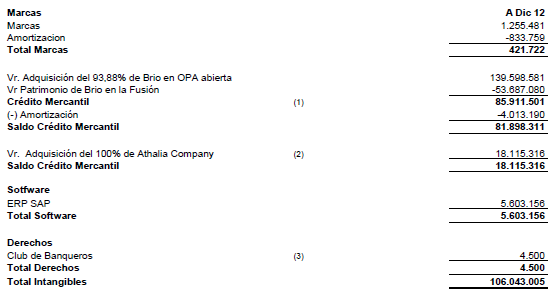 Marcas A Dic 12
Marcas 1.255.481
Amortizacion -833.759
Total Marcas 421.722
Vr. Adquisición del 93,88% de Brio en OPA abierta 139.598.581
Vr Patrimonio de Brio en la Fusión -53.687.080
Crédito Mercantil (1) 85.911.501
(-) Amortización -4.013.190
Saldo Crédito Mercantil 81.898.311
Vr. Adquisición del 100% de Athalia Company (2) 18.115.316
Saldo Crédito Mercantil 18.115.316
Sotfware
ERP SAP 5.603.156
Total Software 5.603.156
Derechos
Club de Banqueros (3) 4.500
Total Derechos 4.500
Total Intangibles 106.043.005